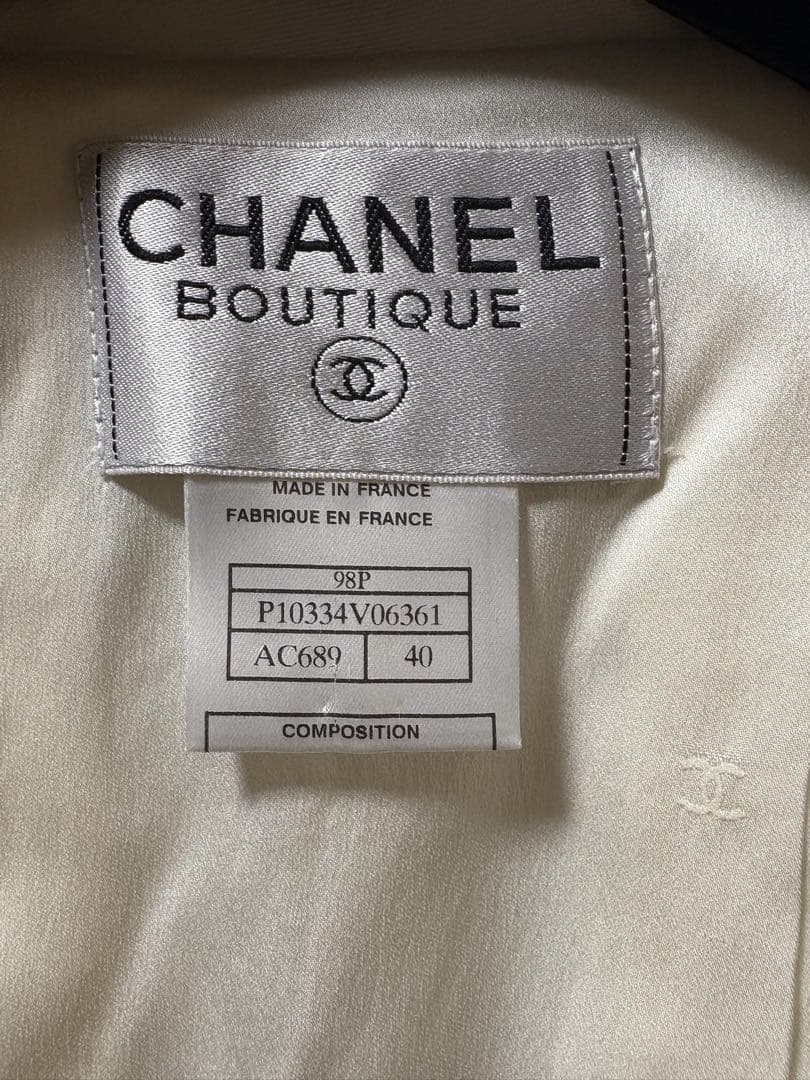 CHANEL
BOUTIQUE
MADE IN FRANCE
FABRIQUE EN FRANCE
98P
P10334V06361
AC689 40
COMPOSITION